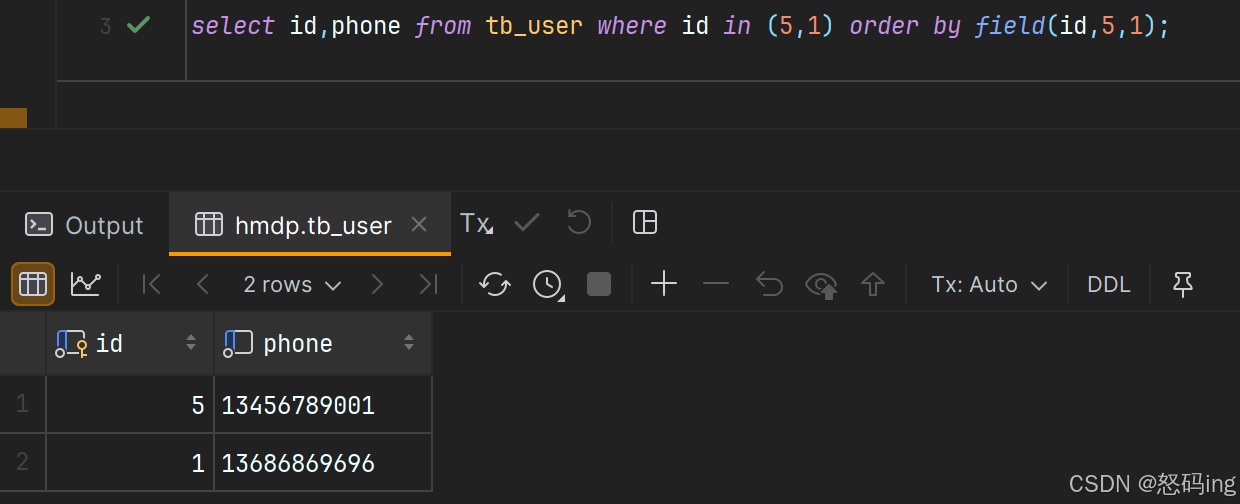 3 select id,phone from tb_user where id in (5,1) order by field(id,5,1);
Output hmdp.tb_user Tx
2 rows Tx: Auto DDL
id phone
1 5 13456789001
2 1 13686869696
CSDN @怒码ing